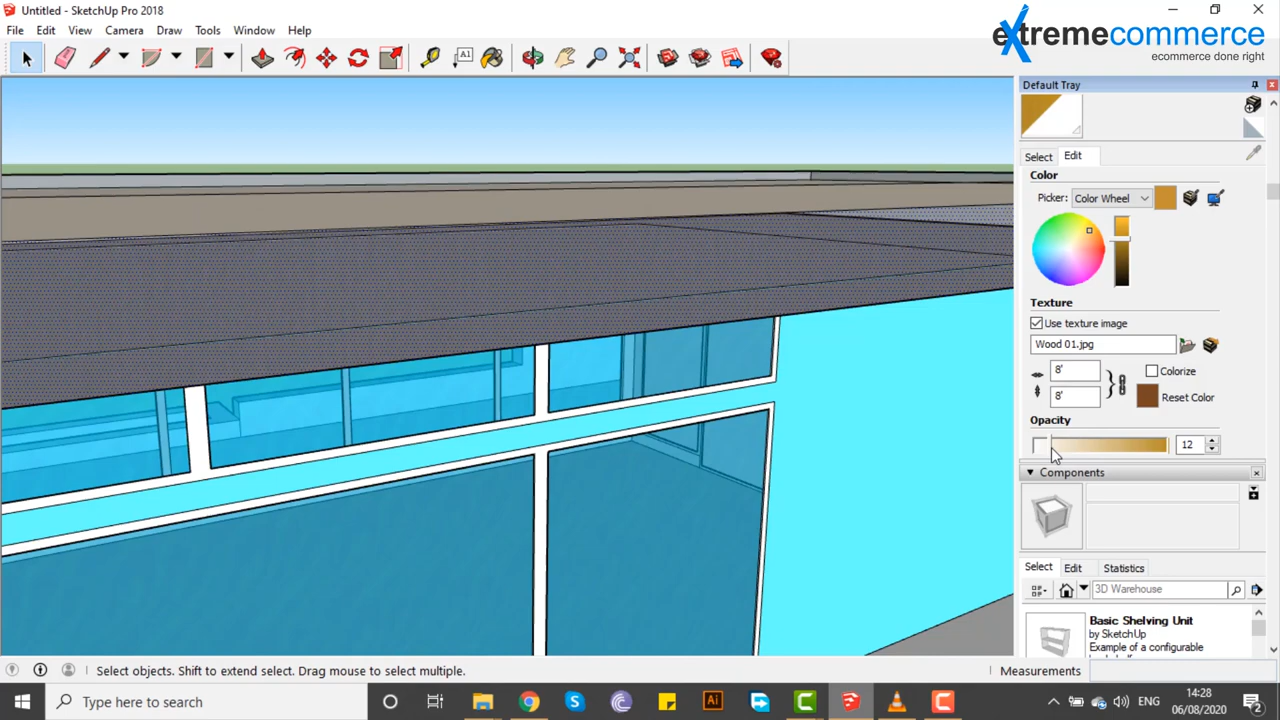 Untitled - SketchUp Pro 2018
File Edit View Camera Draw Tools Window Help
extremecommerce
ecommerce done right
A1
Default Tray
Select Edit
Color
Picker: Color Wheel
Texture
Use texture image
Wood 01.jpg
8'
Colorize
8'
Reset Color
Opacity
12
Components
Select Edit Statistics
3D Warehouse
Basic Shelving Unit
by SketchUp
Example of a configurable
Select objects. Shift to extend select. Drag mouse to select multiple.
Measurements
Type here to search
Ai
ENG
14:28
06/08/2020
2